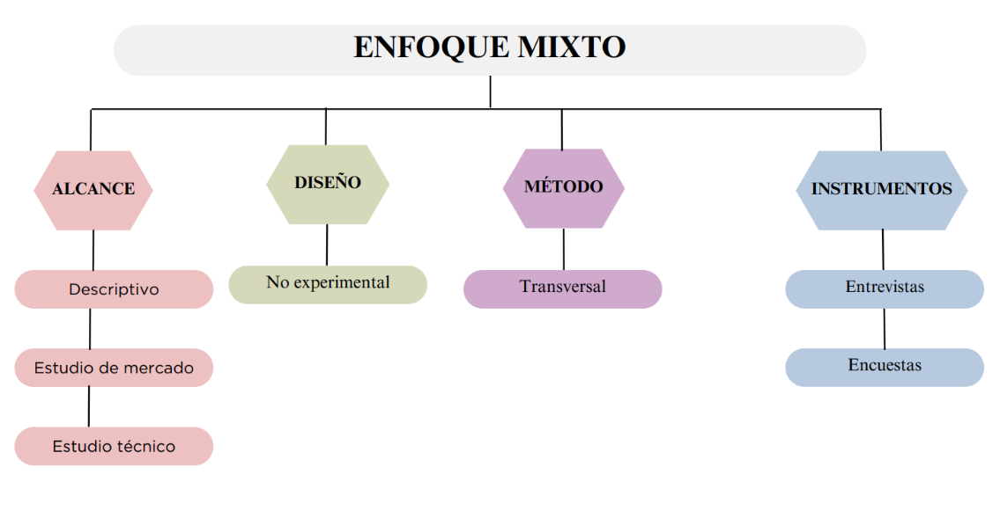 ENFOQUE MIXTO
ALCANCE
DISEÑO
MÉTODO
INSTRUMENTOS
Descriptivo
No experimental
Transversal
Entrevistas
Estudio de mercado
Encuestas
Estudio técnico